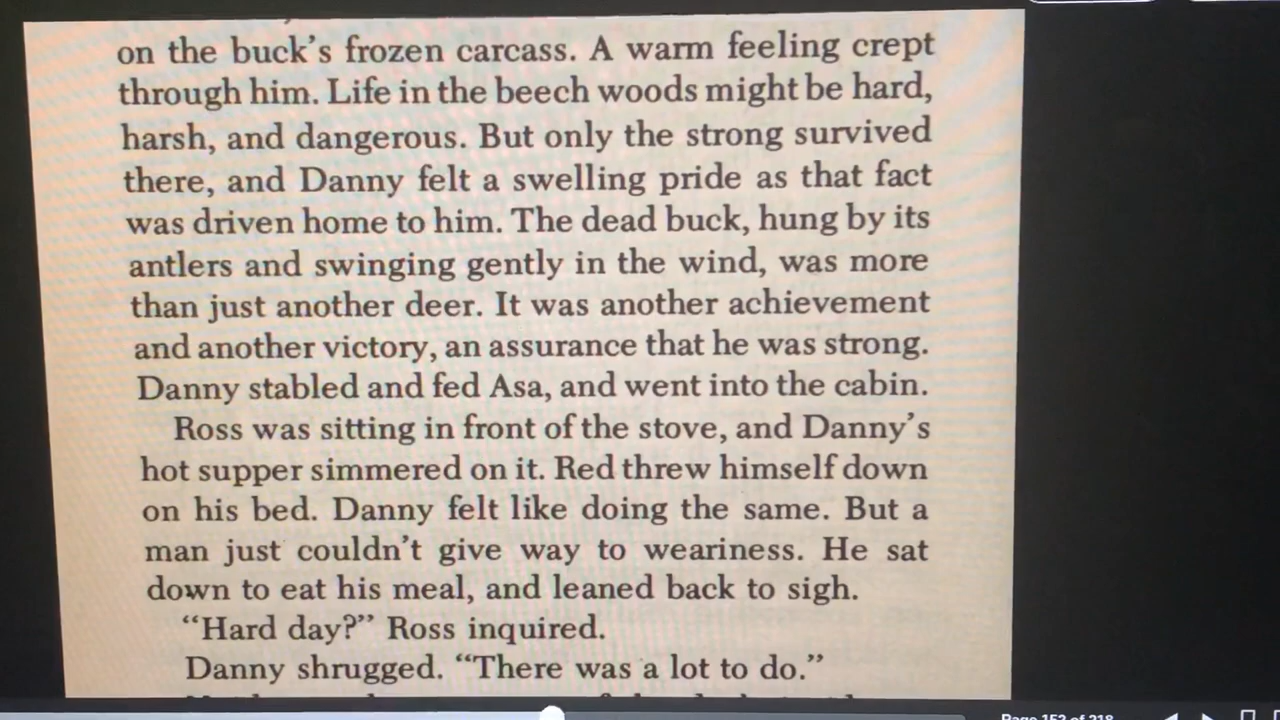 on the buck's frozen carcass. A warm feeling crept
through him. Life in the beech woods might be hard,
harsh, and dangerous. But only the strong survived
there, and Danny felt a swelling pride as that fact
was driven home to him. The dead buck, hung by its
antlers and swinging gently in the wind, was more
than just another deer. It was another achievement
and another victory, an assurance that he was strong.
Danny stabled and fed Asa, and went into the cabin.
Ross was sitting in front of the stove, and Danny's
hot supper simmered on it. Red threw himself down
on his bed. Danny felt like doing the same. But a
man just couldn't give way to weariness. He sat
down to eat his meal, and leaned back to sigh.
“Hard day?” Ross inquired.
Danny shrugged. “There was a lot to do.”
Page 152 of 218